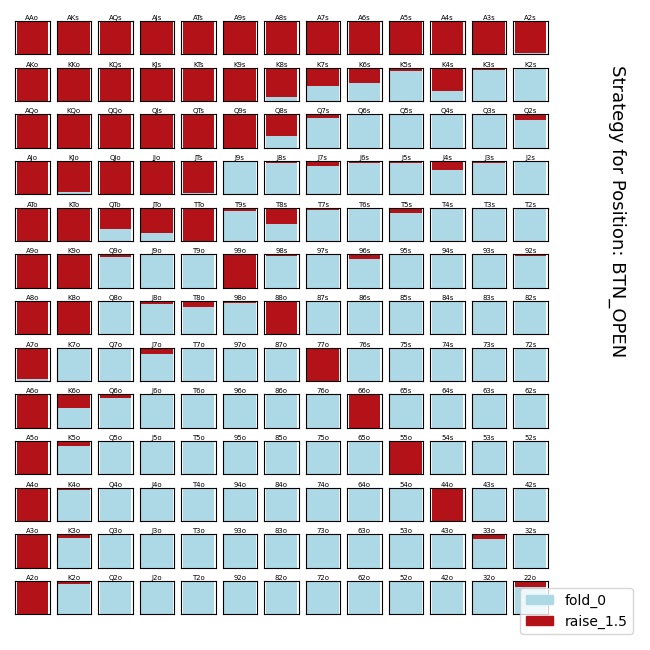 AAo AKs AQs AJs ATs A9s A8s A7s A6s A5s A4s A3s A2s
AKo KKo KQs KJs KTs K9s K8s K7s K6s K5s K4s K3s K2s
AQo KQo QQo QJs QTs Q9s Q8s Q7s Q6s Q5s Q4s Q3s Q2s
AJo KJo QJo JJo JTs J9s J8s J7s J6s J5s J4s J3s J2s
ATo KTo QTo JTo TTo T9s T8s T7s T6s T5s T4s T3s T2s
A9o K9o Q9o J9o T9o 99o 98s 97s 96s 95s 94s 93s 92s
A8o K8o Q8o J8o T8o 98o 88o 87s 86s 85s 84s 83s 82s
A7o K7o Q7o J7o T7o 97o 87o 77o 76s 75s 74s 73s 72s
A6o K6o Q6o J6o T6o 96o 86o 76o 66o 65s 64s 63s 62s
A5o K5o Q5o J5o T5o 95o 85o 75o 65o 55o 54s 53s 52s
A4o K4o Q4o J4o T4o 94o 84o 74o 64o 54o 44o 43s 42s
A3o K3o Q3o J3o T3o 93o 83o 73o 63o 53o 43o 33o 32s
A2o K2o Q2o J2o T2o 92o 82o 72o 62o 52o 42o 32o 22o
Strategy for Position: BTN_OPEN
fold_0
raise_1.5